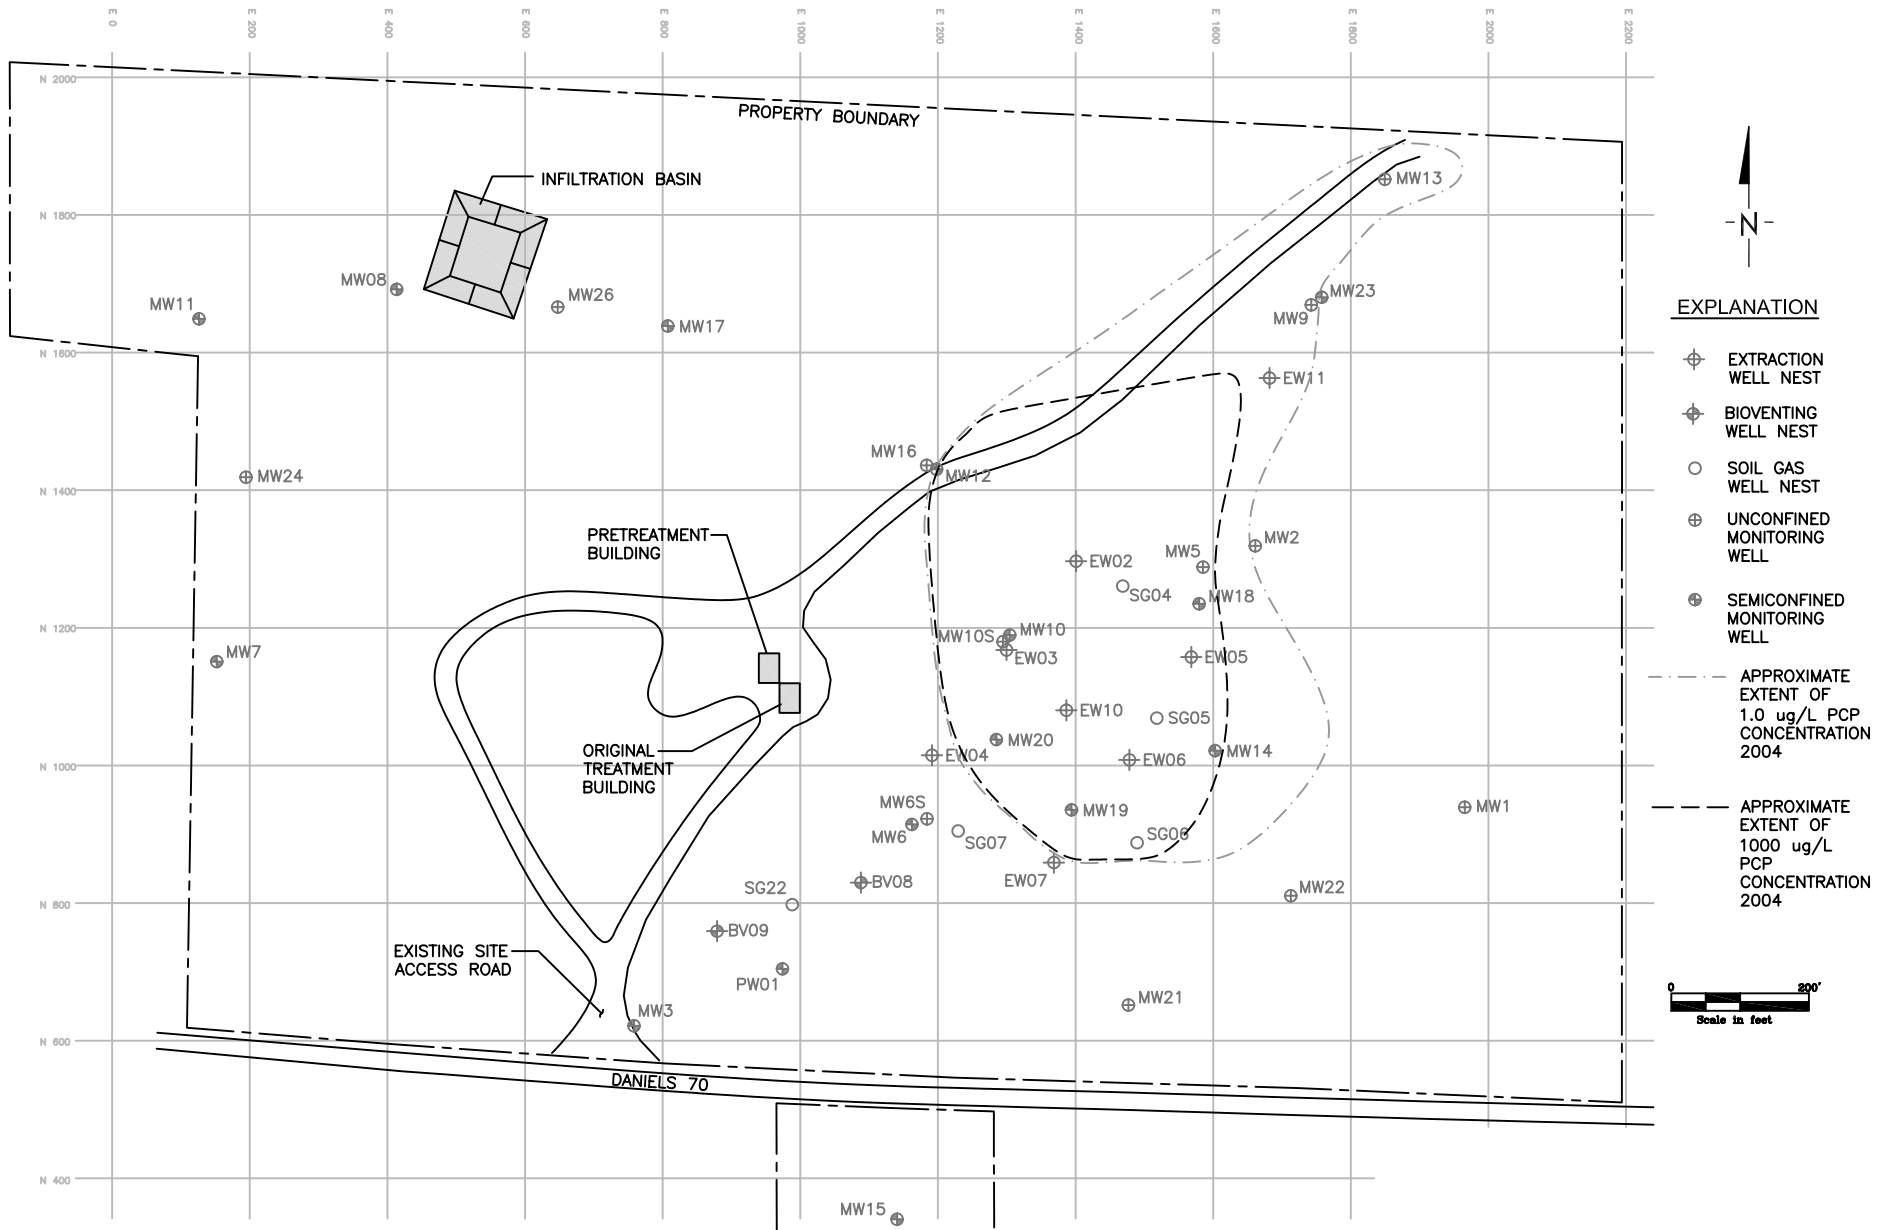 E 0
E 200
E 400
E 600
E 800
E 1000
E 1200
E 1400
E 1600
E 1800
E 2000
E 2200
N 2000
PROPERTY BOUNDARY
INFILTRATION BASIN
MW13
N 1800
N
MW08
MW26
MW23
MW11
MW17
MW9
EXPLANATION
N 1600
EXTRACTION
WELL NEST
EW11
BIOVENTING
WELL NEST
MW16
MW12
MW24
SOIL GAS
WELL NEST
N 1400
UNCONFINED
MONITORING
WELL
PRETREATMENT
BUILDING
MW2
MW5
EW02
SG04
MW18
SEMICONFINED
MONITORING
WELL
N 1200
MW10
MW10S
EW03
EW05
MW7
APPROXIMATE
EXTENT OF
1.0 ug/L PCP
CONCENTRATION
2004
EW10
SG05
MW20
MW14
ORIGINAL
TREATMENT
BUILDING
EW04
EW06
N 1000
MW6S
MW6
SG07
MW19
SG06
MW1
APPROXIMATE
EXTENT OF
1000 ug/L
PCP
CONCENTRATION
2004
EW07
BV08
SG22
MW22
N 800
BV09
EXISTING SITE
ACCESS ROAD
PW01
MW21
0
200'
Scale in feet
MW3
N 600
DANIELS 70
N 400
MW15